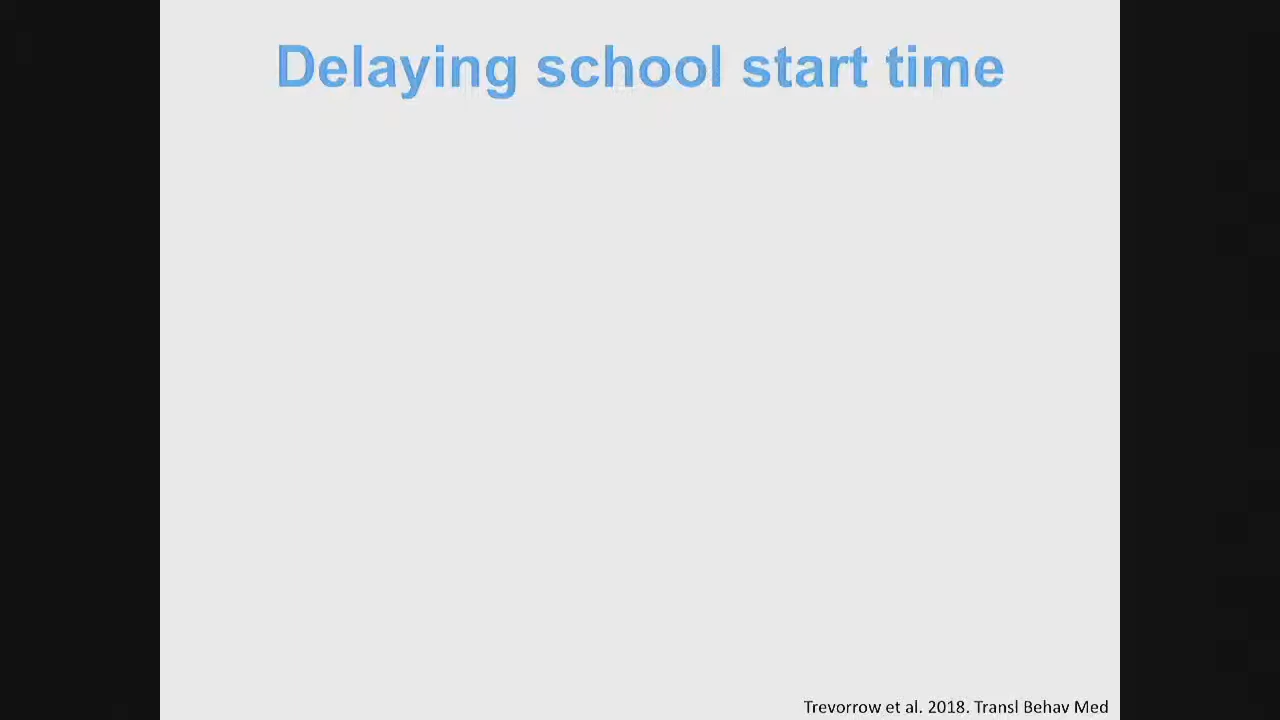 Delaying school start time
Trevorrow et al. 2018. Transl Behav Med